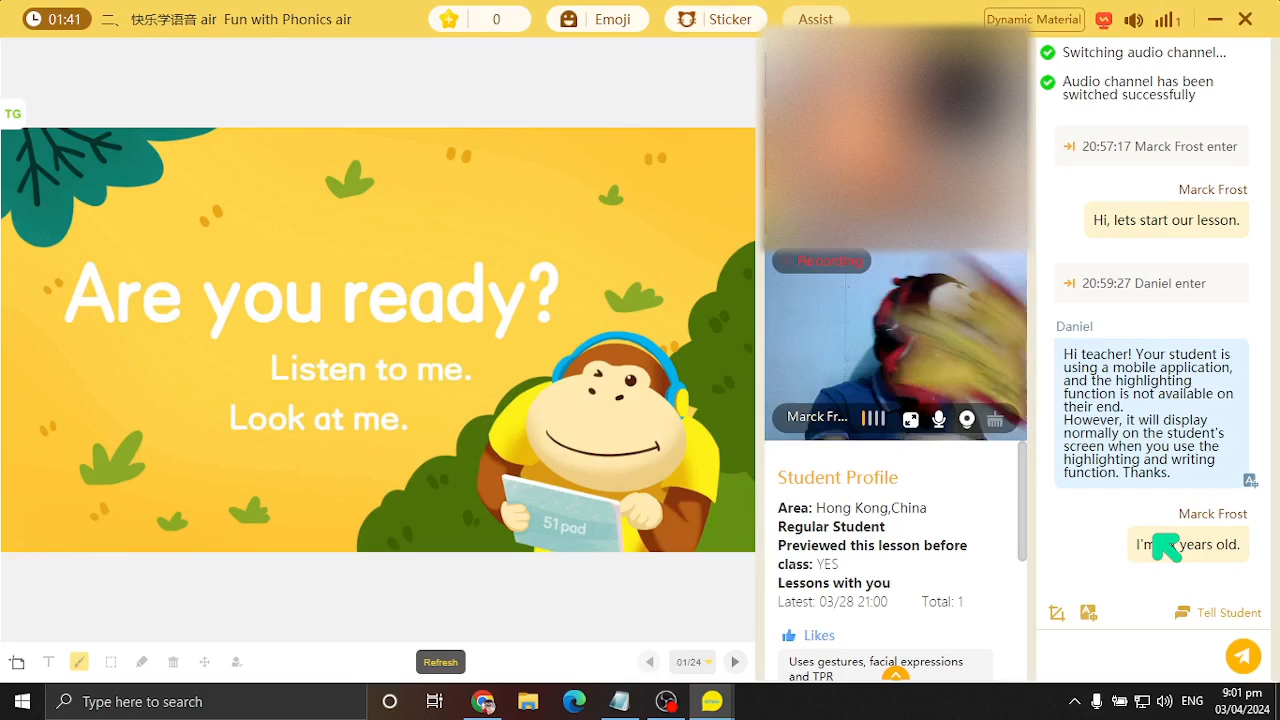 01:41
二、快乐学语音 air Fun with Phonics air
0
Emoji
Sticker
Assist
Dynamic Material
1
TG
Are you ready?
Listen to me.
Look at me.
51pad
Recording
Marck Fr...
Student Profile
Area: Hong Kong,China
Regular Student
Previewed this lesson before
class: YES
Lessons with you
Latest: 03/28 21:00 Total: 1
Likes
Uses gestures, facial expressions
and TPR
Switching audio channel...
Audio channel has been
switched successfully
20:57:17 Marck Frost enter
Marck Frost
Hi, lets start our lesson.
20:59:27 Daniel enter
Daniel
Hi teacher! Your student is
using a mobile application,
and the highlighting
function is not available on
their end.
However, it will display
normally on the student's
screen when you use the
highlighting and writing
function. Thanks.
Marck Frost
I'm years old.
Tell Student
Refresh
01/24
Type here to search
ENG
9:01 pm
03/04/2024